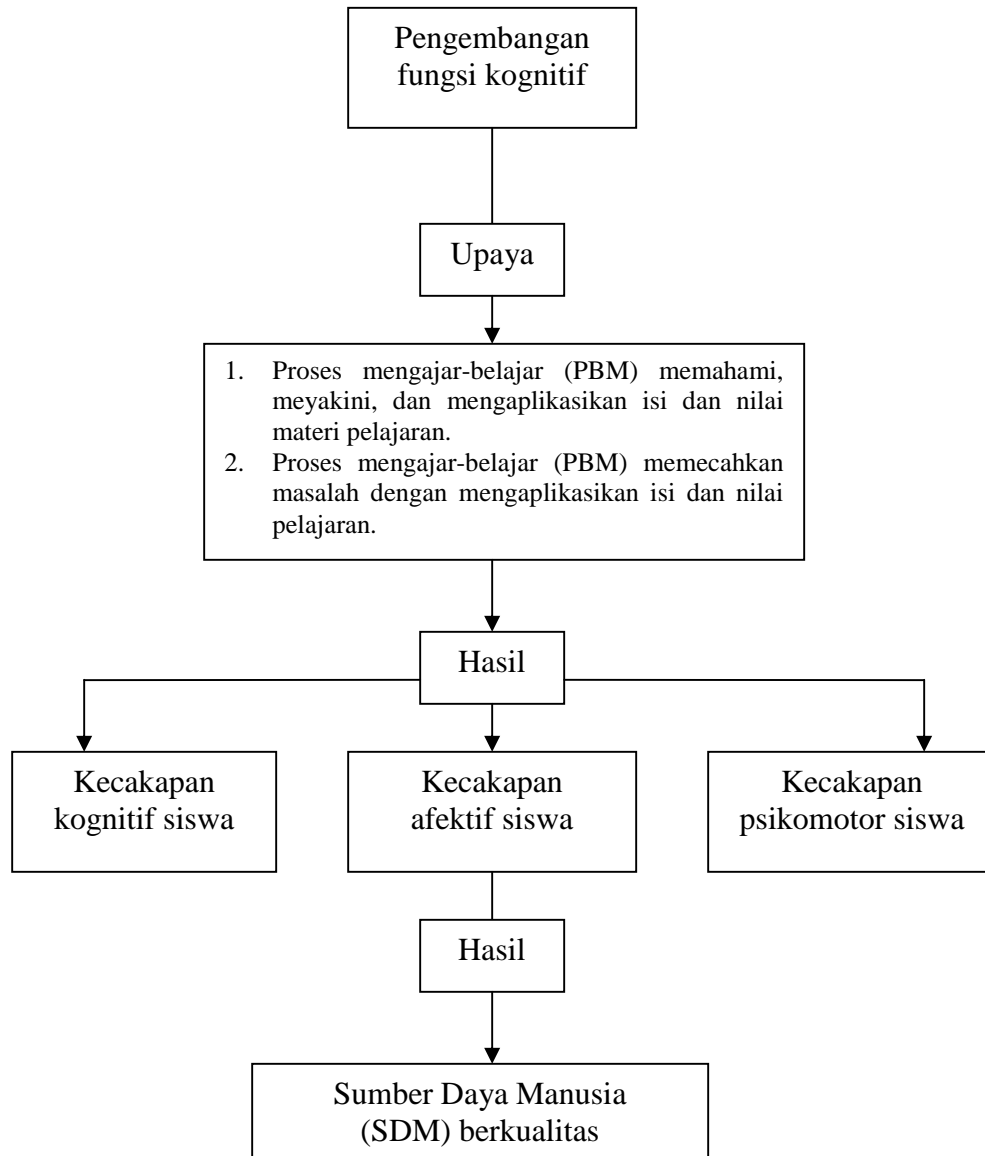 Pengembangan
fungsi kognitif
Upaya
1. Proses mengajar-belajar (PBM) memahami,
meyakini, dan mengaplikasikan isi dan nilai
materi pelajaran.
2. Proses mengajar-belajar (PBM) memecahkan
masalah dengan mengaplikasikan isi dan nilai
pelajaran.
Hasil
Kecakapan
kognitif siswa
Kecakapan
afektif siswa
Kecakapan
psikomotor siswa
Hasil
Sumber Daya Manusia
(SDM) berkualitas